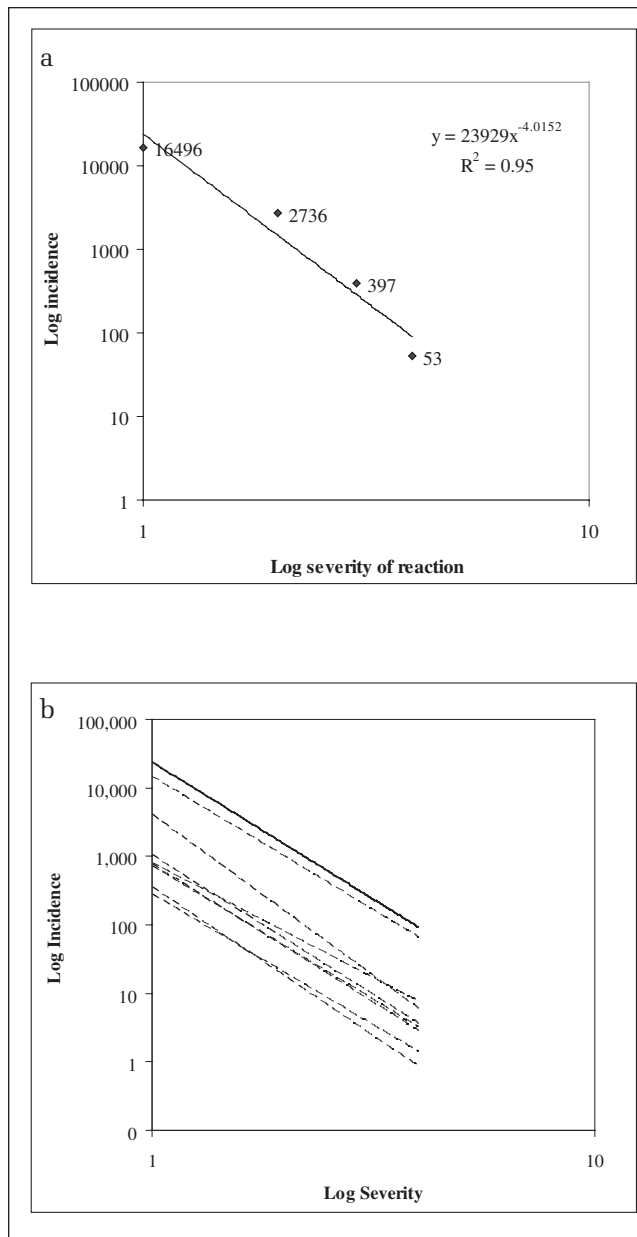 a
100000
10000
1000
100
10
1
Log incidence
16496
2736
397
53
y = 23929x^-4.0152
R^2 = 0.95
1
10
Log severity of reaction
b
100,000
10,000
1,000
100
10
1
0
Log Incidence
1
10
Log Severity